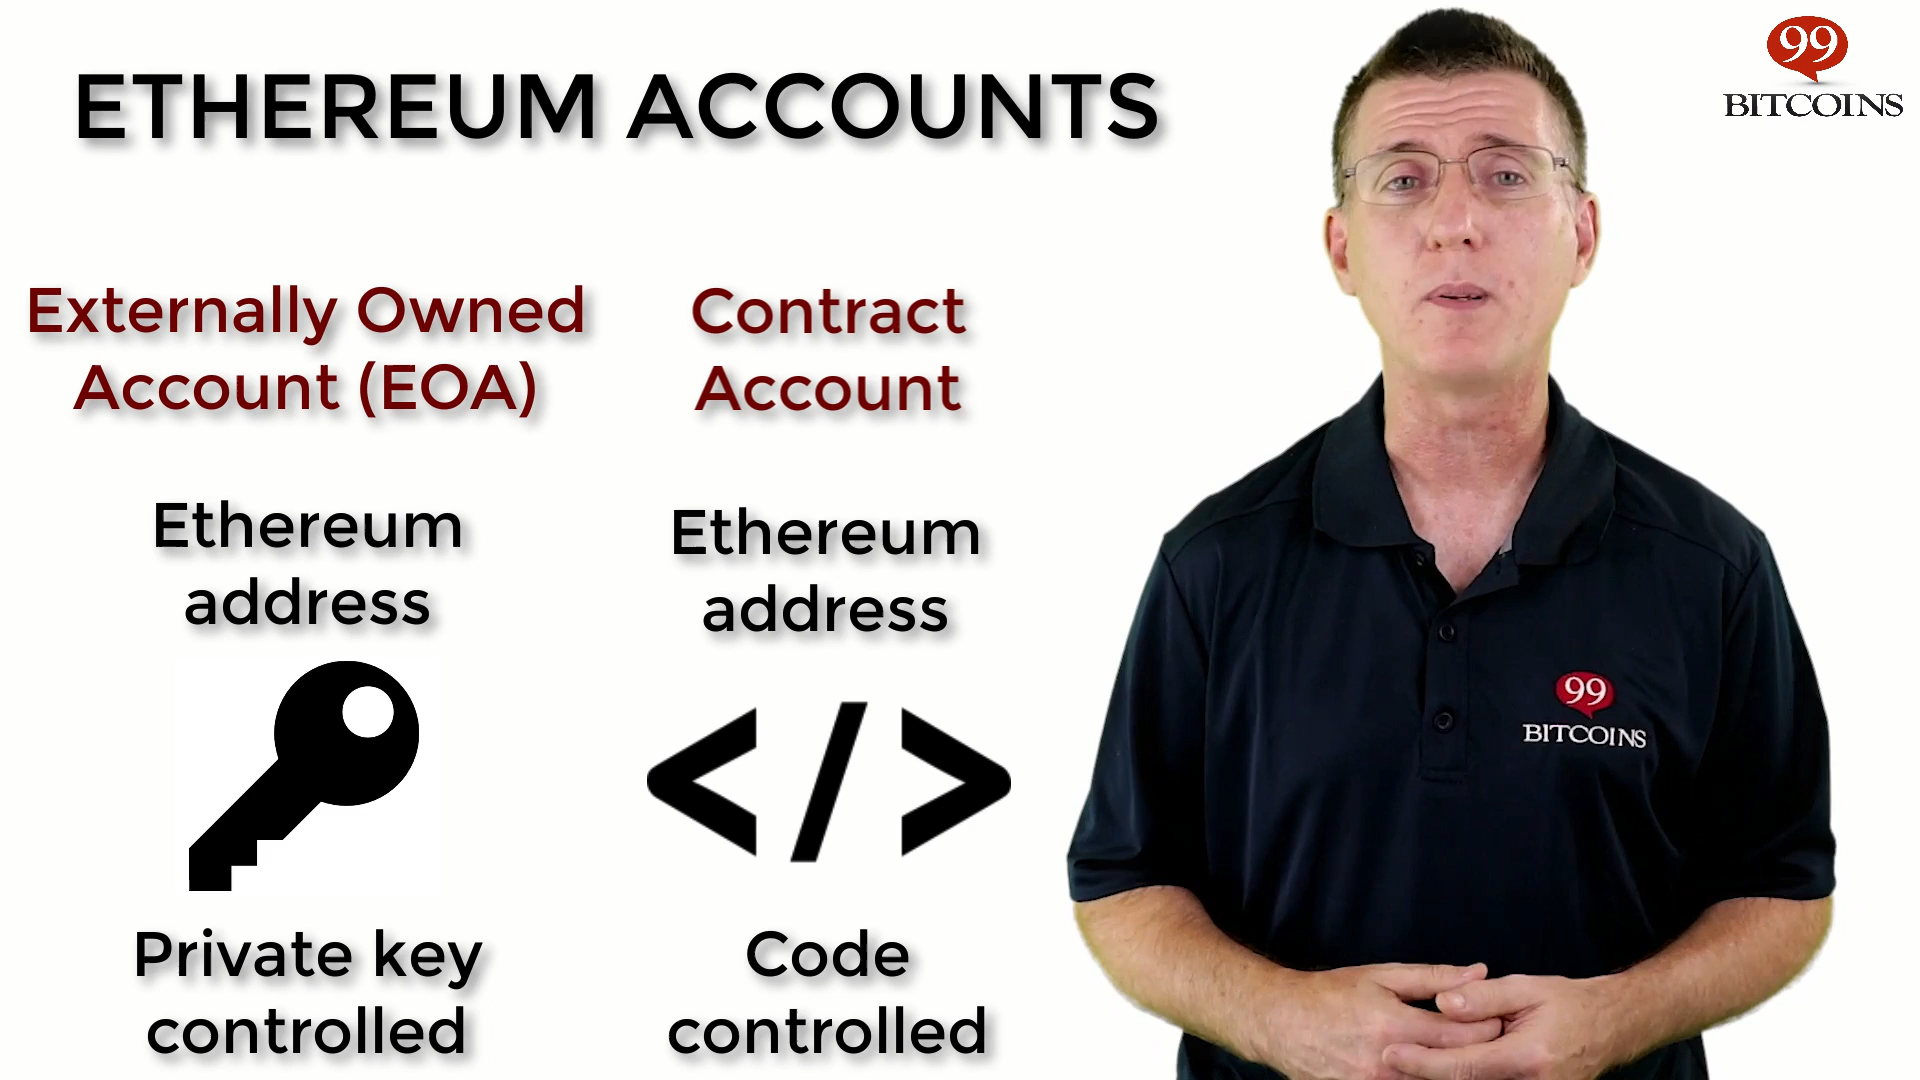 ETHEREUM ACCOUNTS
99
BITCOINS
Externally Owned
Account (EOA)
Contract
Account
Ethereum
address
Ethereum
address
</>
Private key
controlled
Code
controlled
99
BITCOINS